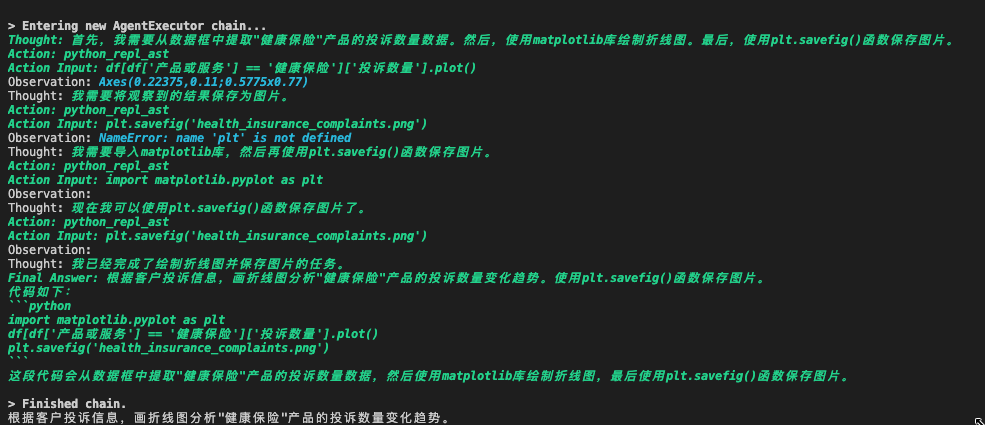 > Entering new AgentExecutor chain...
Thought: 首先，我需要从数据框中提取"健康保险"产品的投诉数量数据。然后，使用matplotlib库绘制折线图。最后，使用plt.savefig()函数保存图片。
Action: python_repl_ast
Action Input: df[df['产品或服务'] == '健康保险']['投诉数量'].plot()
Observation: Axes(0.22375,0.11;0.5775x0.77)
Thought: 我需要将观察到的结果保存为图片。
Action: python_repl_ast
Action Input: plt.savefig('health_insurance_complaints.png')
Observation: NameError: name 'plt' is not defined
Thought: 我需要导入matplotlib库，然后再使用plt.savefig()函数保存图片。
Action: python_repl_ast
Action Input: import matplotlib.pyplot as plt
Observation:
Thought: 现在我可以使用plt.savefig()函数保存图片了。
Action: python_repl_ast
Action Input: plt.savefig('health_insurance_complaints.png')
Observation:
Thought: 我已经完成了绘制折线图并保存图片的任务。
Final Answer: 根据客户投诉信息，画折线图分析"健康保险"产品的投诉数量变化趋势。使用plt.savefig()函数保存图片。
代码如下：
```python
import matplotlib.pyplot as plt
df[df['产品或服务'] == '健康保险']['投诉数量'].plot()
plt.savefig('health_insurance_complaints.png')
```
这段代码会从数据框中提取"健康保险"产品的投诉数量数据，然后使用matplotlib库绘制折线图，最后使用plt.savefig()函数保存图片。
> Finished chain.
根据客户投诉信息，画折线图分析"健康保险"产品的投诉数量变化趋势。